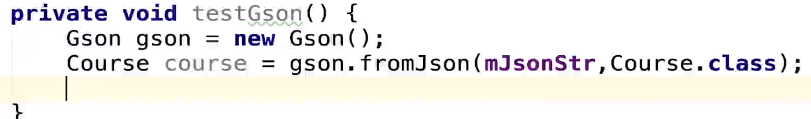 private void testGson() {
    Gson gson = new Gson();
    Course course = gson.fromJson(mJsonStr,Course.class);
}